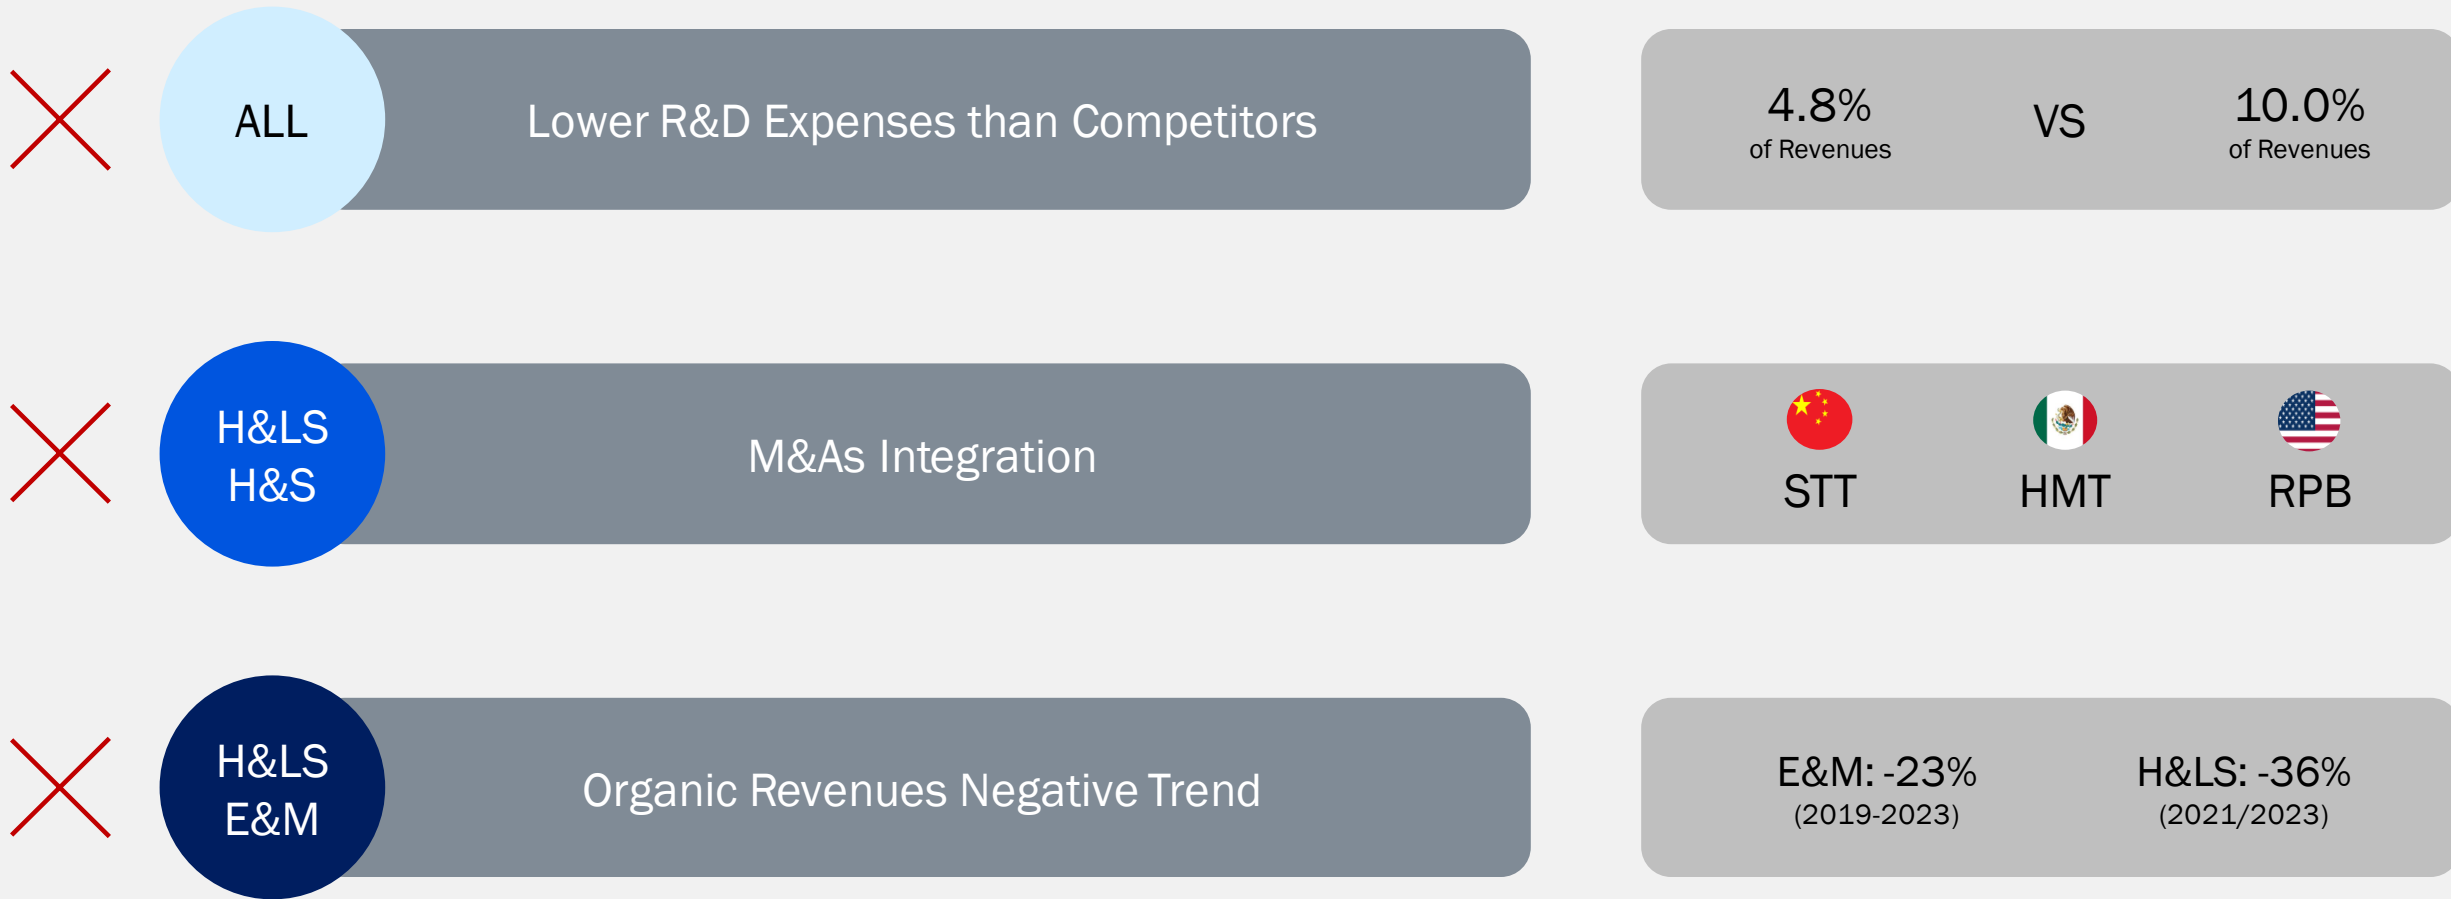 ALL
Lower R&D Expenses than Competitors
4.8%
of Revenues
VS
10.0%
of Revenues
H&LS
H&S
M&As Integration
STT
HMT
RPB
H&LS
E&M
Organic Revenues Negative Trend
E&M: -23%
(2019-2023)
H&LS: -36%
(2021/2023)